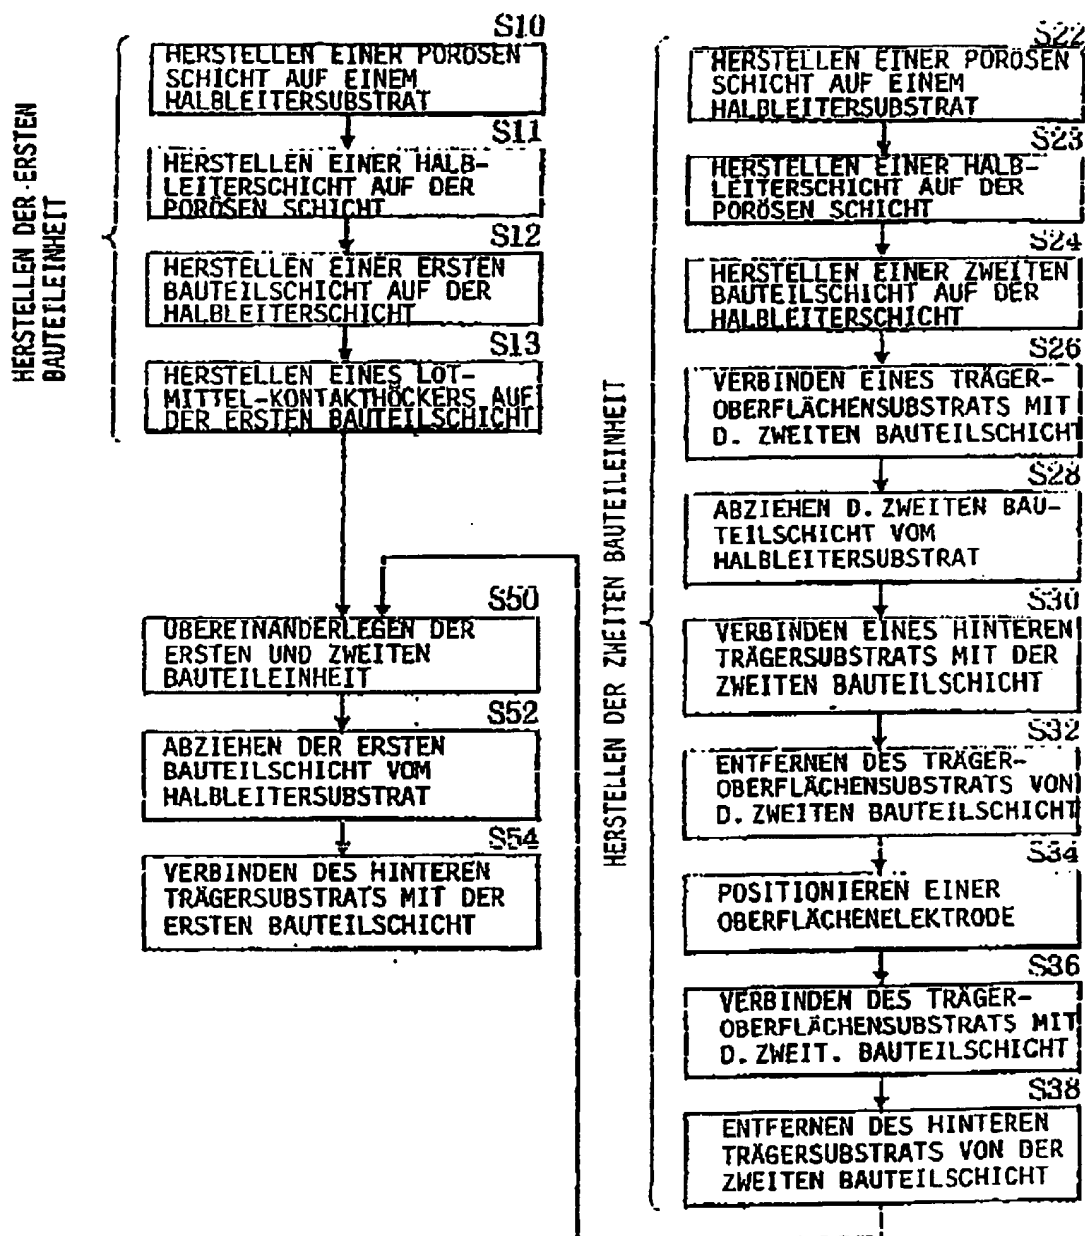 HERSTELLEN DER ERSTEN
BAUTEILEINHEIT
S10
HERSTELLEN EINER PORÖSEN
SCHICHT AUF EINEM
HALBLEITERSUBSTRAT
S11
HERSTELLEN EINER HALB-
LEITERSCHICHT AUF DER
PORÖSEN SCHICHT
S12
HERSTELLEN EINER ERSTEN
BAUTEILSCHICHT AUF DER
HALBLEITERSCHICHT
S13
HERSTELLEN EINES LÖT-
MITTEL-KONTAKTHÖCKERS AUF
DER ERSTEN BAUTEILSCHICHT
S50
ÜBEREINANDERLEGEN DER
ERSTEN UND ZWEITEN
BAUTEILEINHEIT
S52
ABZIEHEN DER ERSTEN
BAUTEILSCHICHT VOM
HALBLEITERSUBSTRAT
S54
VERBINDEN DES HINTEREN
TRÄGERSUBSTRATS MIT DER
ERSTEN BAUTEILSCHICHT
HERSTELLEN DER ZWEITEN BAUTEILEINHEIT
S22
HERSTELLEN EINER PORÖSEN
SCHICHT AUF EINEM
HALBLEITERSUBSTRAT
S23
HERSTELLEN EINER HALB-
LEITERSCHICHT AUF DER
PORÖSEN SCHICHT
S24
HERSTELLEN EINER ZWEITEN
BAUTEILSCHICHT AUF DER
HALBLEITERSCHICHT
S26
VERBINDEN EINES TRÄGER-
OBERFLÄCHENSUBSTRATS MIT
D. ZWEITEN BAUTEILSCHICHT
S28
ABZIEHEN D. ZWEITEN BAU-
TEILSCHICHT VOM
HALBLEITERSUBSTRAT
S30
VERBINDEN EINES HINTEREN
TRÄGERSUBSTRATS MIT DER
ZWEITEN BAUTEILSCHICHT
S32
ENTFERNEN DES TRÄGER-
OBERFLÄCHENSUBSTRATS VON
D. ZWEITEN BAUTEILSCHICHT
S34
POSITIONIEREN EINER
OBERFLÄCHENELEKTRODE
S36
VERBINDEN DES TRÄGER-
OBERFLÄCHENSUBSTRATS MIT
D. ZWEIT. BAUTEILSCHICHT
S38
ENTFERNEN DES HINTEREN
TRÄGERSUBSTRATS VON DER
ZWEITEN BAUTEILSCHICHT